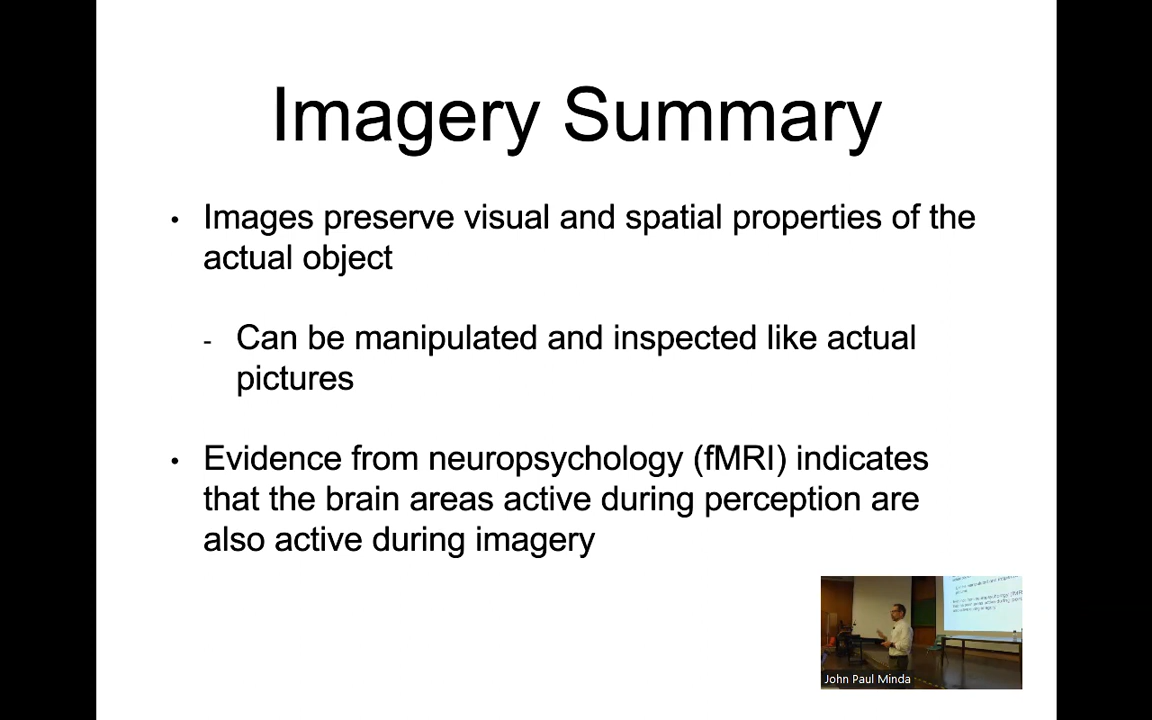 Imagery Summary
• Images preserve visual and spatial properties of the
actual object
- Can be manipulated and inspected like actual
pictures
• Evidence from neuropsychology (fMRI) indicates
that the brain areas active during perception are
also active during imagery
John Paul Minda